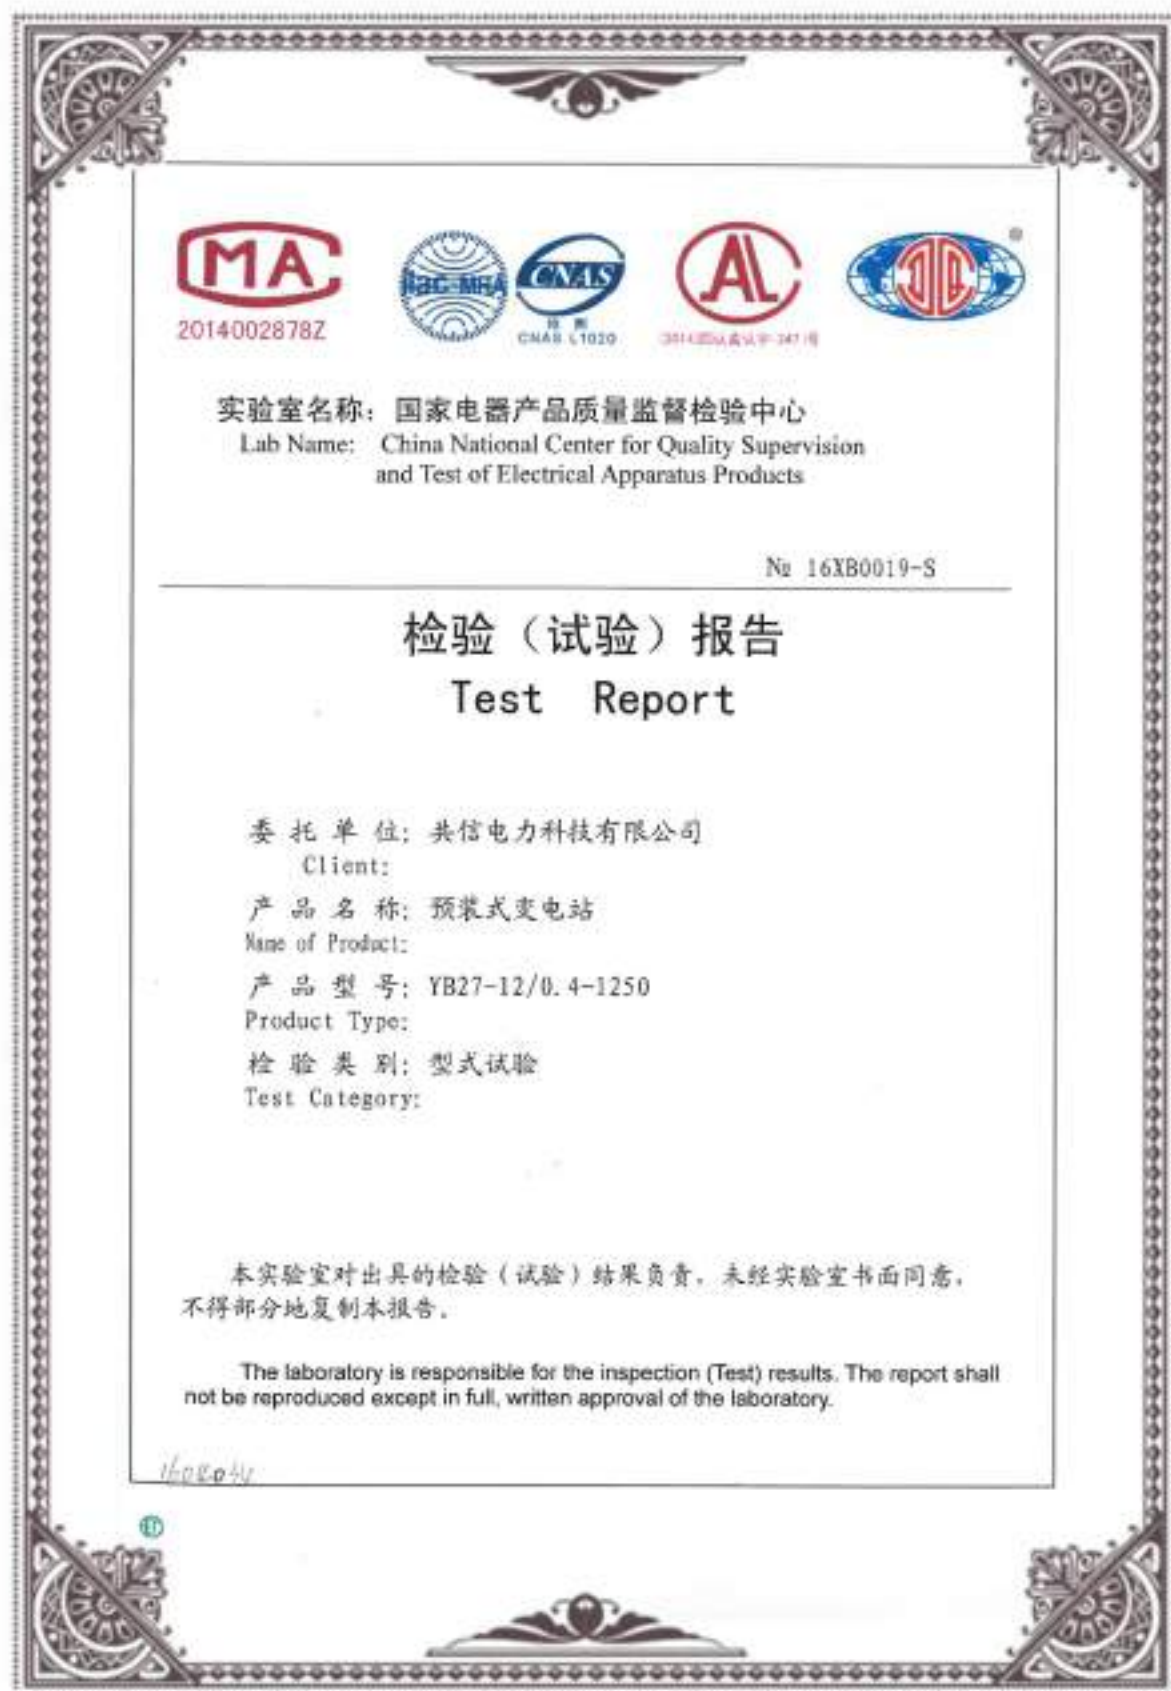 MA
2014002878Z
ilac-MRA
CNAS
检测
CNAS L1020
AL
实验室名称：国家电器产品质量监督检验中心
Lab Name: China National Center for Quality Supervision
and Test of Electrical Apparatus Products
№ 16XB0019-S
检验（试验）报告
Test Report
委托单位：共信电力科技有限公司
Client:
产品名称：预装式变电站
Name of Product:
产品型号：YB27-12/0.4-1250
Product Type:
检验类别：型式试验
Test Category:
本实验室对出具的检验（试验）结果负责，未经实验室书面同意，
不得部分地复制本报告。
The laboratory is responsible for the inspection (Test) results. The report shall
not be reproduced except in full, written approval of the laboratory.